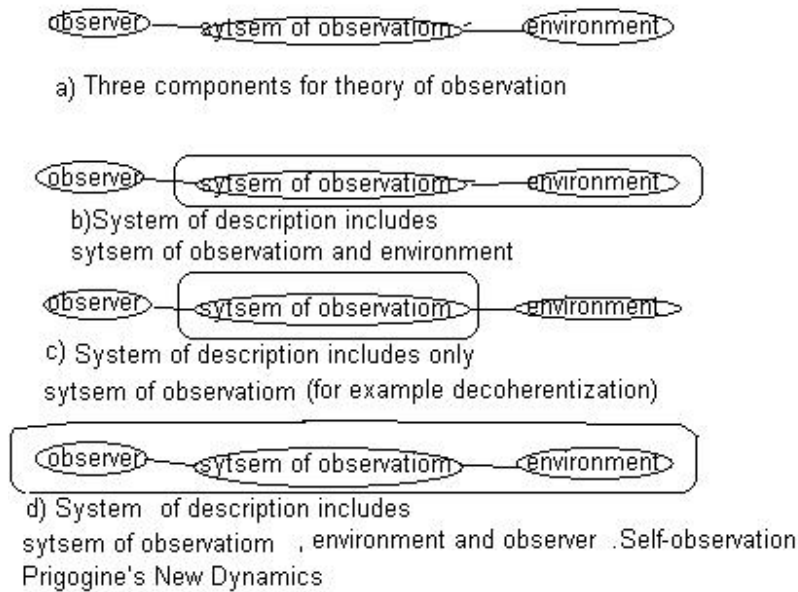 observer sytsem of observatiom environment
a) Three components for theory of observation
observer sytsem of observatiom environment
b)System of description includes
sytsem of observatiom and environment
observer sytsem of observatiom environment
c) System of description includes only
sytsem of observatiom (for example decoherentization)
observer sytsem of observatiom environment
d) System of description includes
sytsem of observatiom , environment and observer .Self-observation
Prigogine's New Dynamics